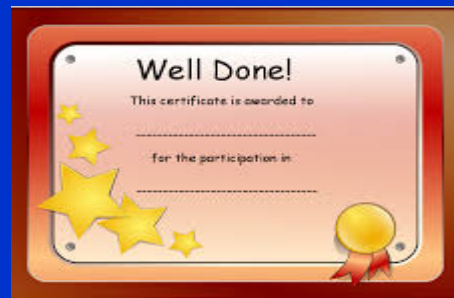 Well Done!
This certificate is awarded to
------------------------------
for the participation in
------------------------------